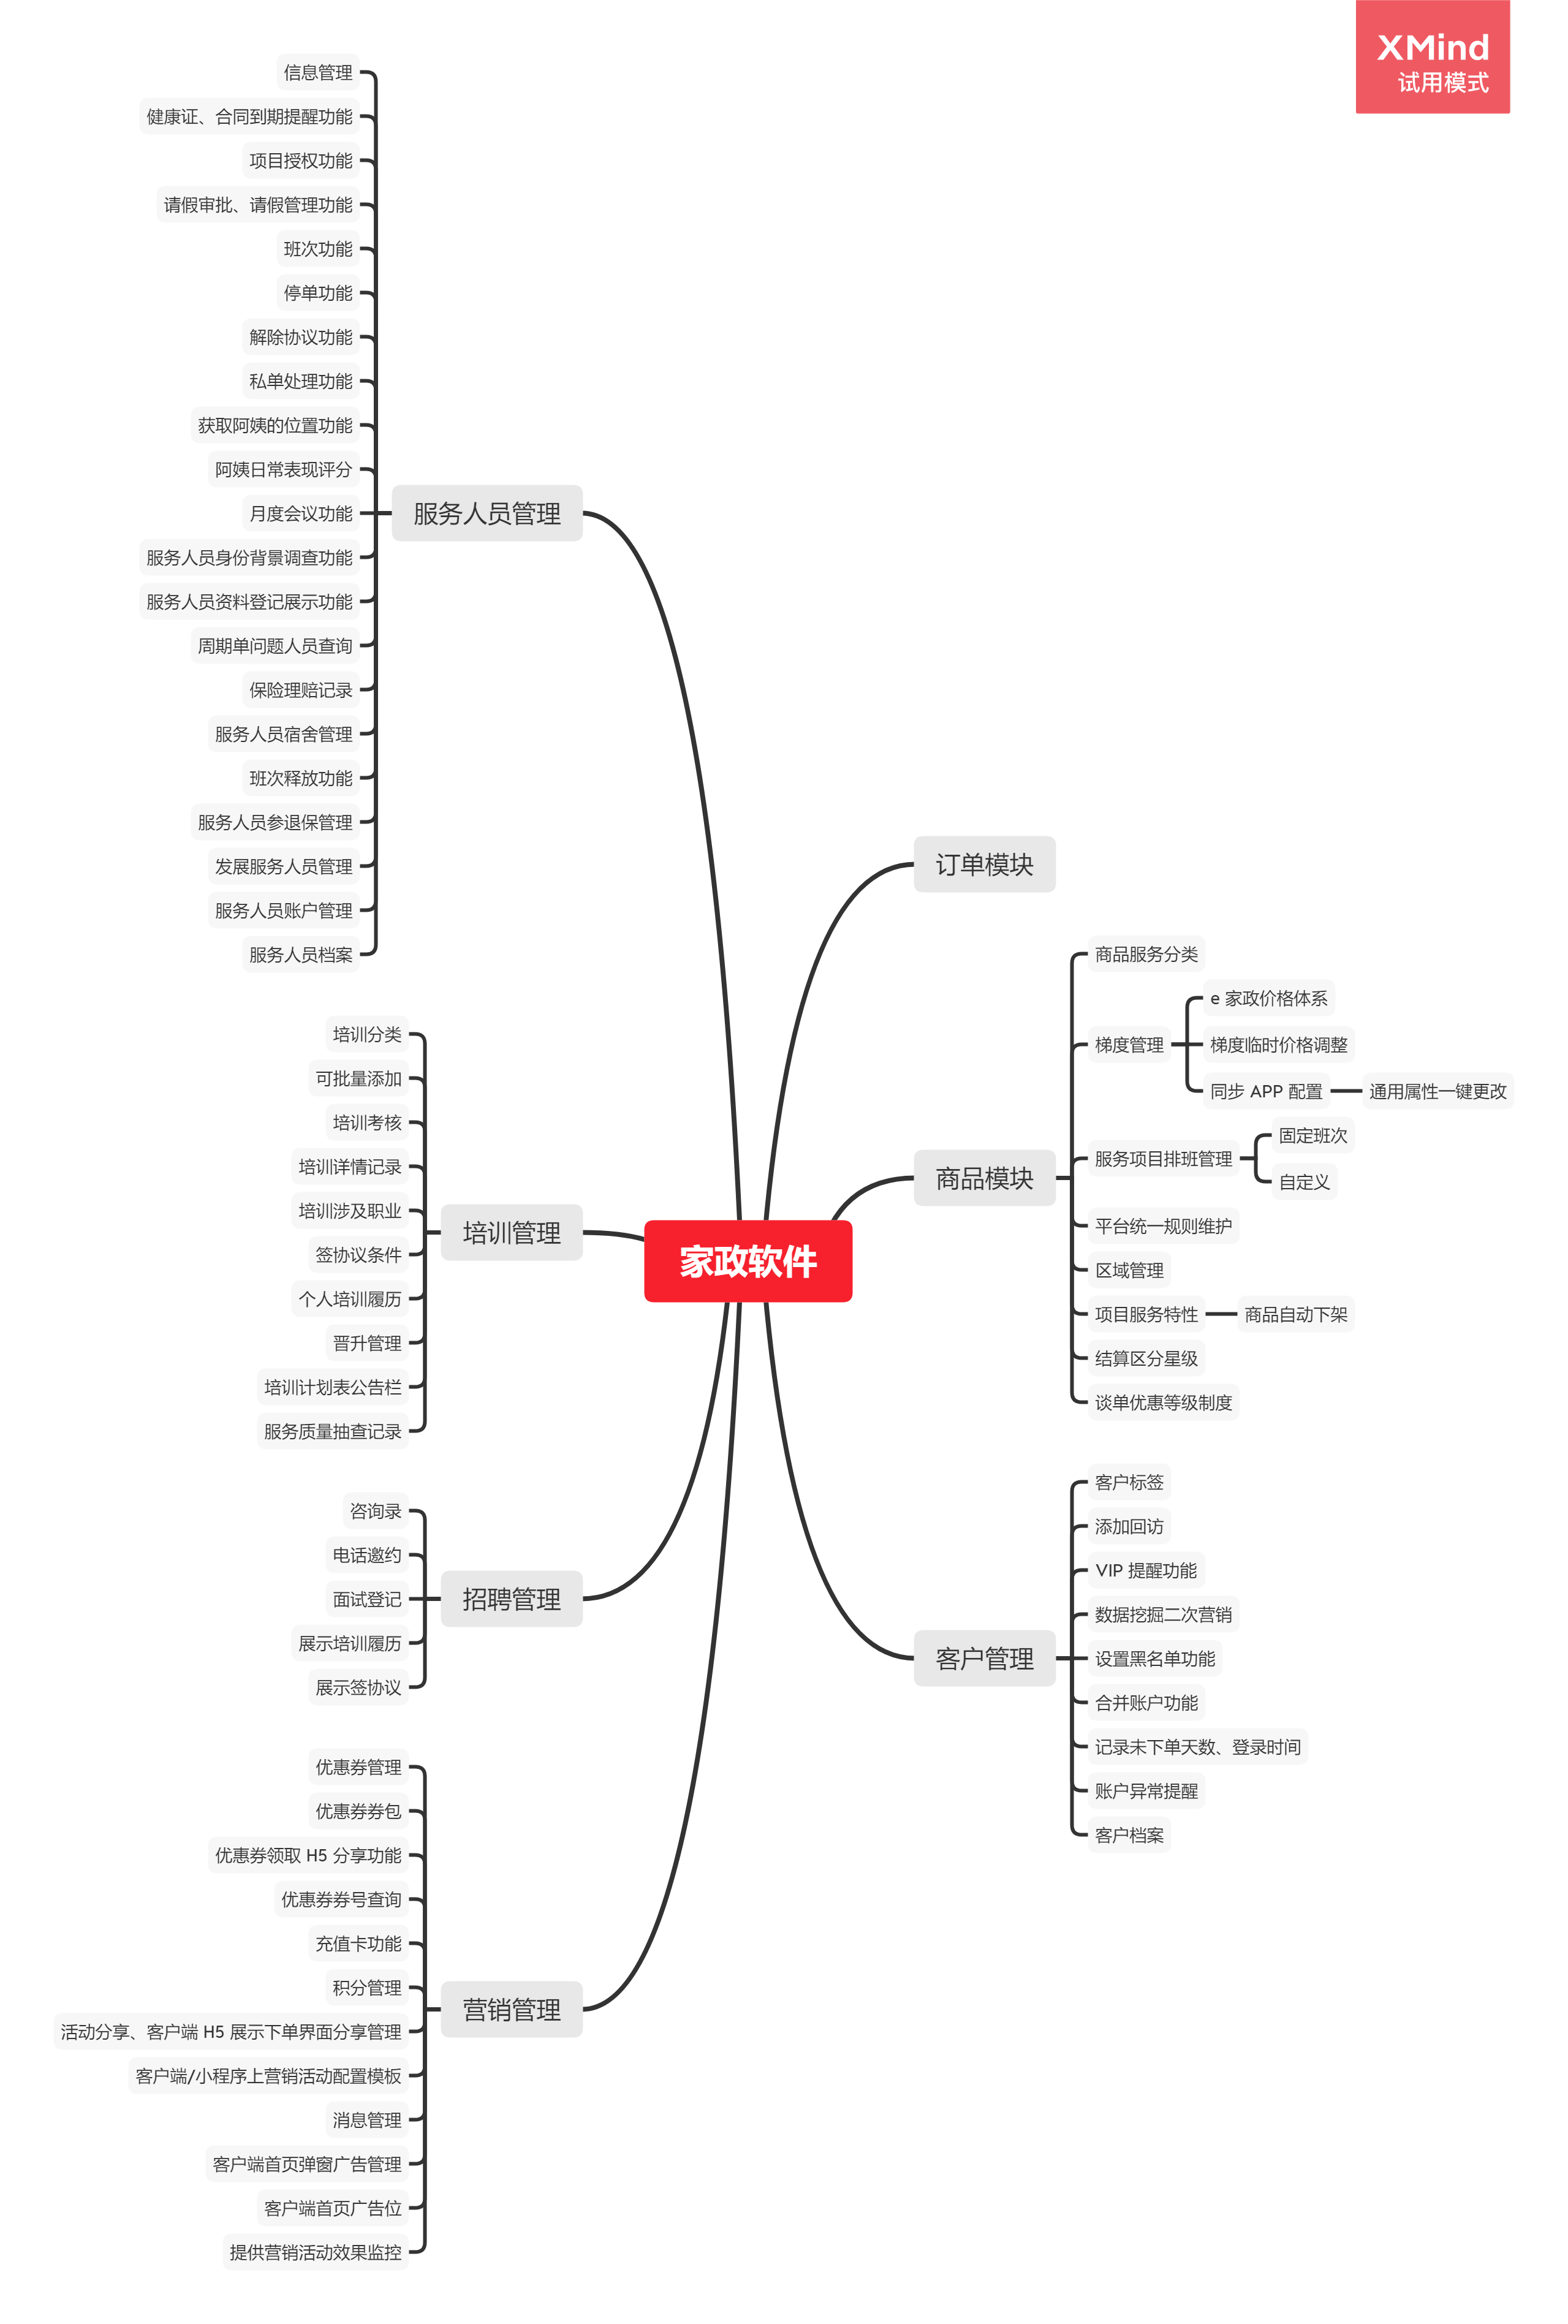 XMind
试用模式
家政软件
订单模块
商品模块
商品服务分类
梯度管理
e 家政价格体系
梯度临时价格调整
同步 APP 配置
通用属性一键更改
服务项目排班管理
固定班次
自定义
平台统一规则维护
区域管理
项目服务特性
商品自动下架
结算区分星级
谈单优惠等级制度
客户管理
客户标签
添加回访
VIP 提醒功能
数据挖掘二次营销
设置黑名单功能
合并账户功能
记录未下单天数、登录时间
账户异常提醒
客户档案
服务人员管理
信息管理
健康证、合同到期提醒功能
项目授权功能
请假审批、请假管理功能
班次功能
停单功能
解除协议功能
私单处理功能
获取阿姨的位置功能
阿姨日常表现评分
月度会议功能
服务人员身份背景调查功能
服务人员资料登记展示功能
周期单问题人员查询
保险理赔记录
服务人员宿舍管理
班次释放功能
服务人员参退保管理
发展服务人员管理
服务人员账户管理
服务人员档案
培训管理
培训分类
可批量添加
培训考核
培训详情记录
培训涉及职业
签协议条件
个人培训履历
晋升管理
培训计划表公告栏
服务质量抽查记录
招聘管理
咨询录
电话邀约
面试登记
展示培训履历
展示签协议
营销管理
优惠券管理
优惠券券包
优惠券领取 H5 分享功能
优惠券券号查询
充值卡功能
积分管理
活动分享、客户端 H5 展示下单界面分享管理
客户端/小程序上营销活动配置模板
消息管理
客户端首页弹窗广告管理
客户端首页广告位
提供营销活动效果监控